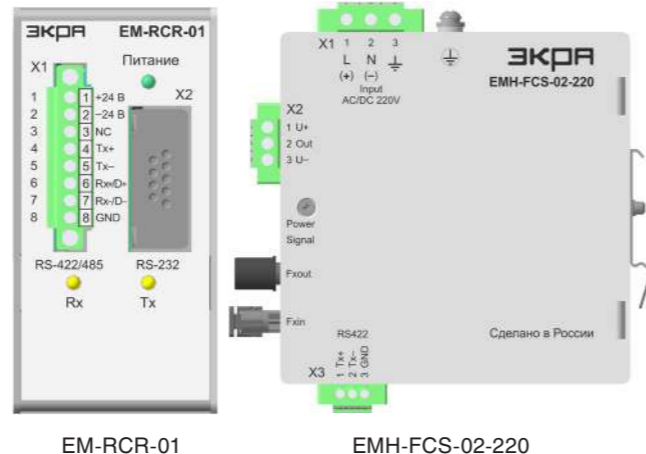 ЭКРА EM-RCR-01
X1 Питание
X2
1 1 +24 В
2 2 –24 В
3 3 NC
4 4 Tx+
5 5 Tx–
6 6 Rx+/D+
7 7 Rx-/D–
8 8 GND
RS-422/485 RS-232
Rx Tx
EM-RCR-01
X1 1 2 3
L N
(+) (–)
Input
AC/DC 220V
ЭКРА
EMH-FCS-02-220
X2
1 U+
2 Out
3 U–
Power
Signal
Fxout
Fxin
RS422
X3
1 Tx+
2 Tx–
3 GND
Сделано в России
EMH-FCS-02-220